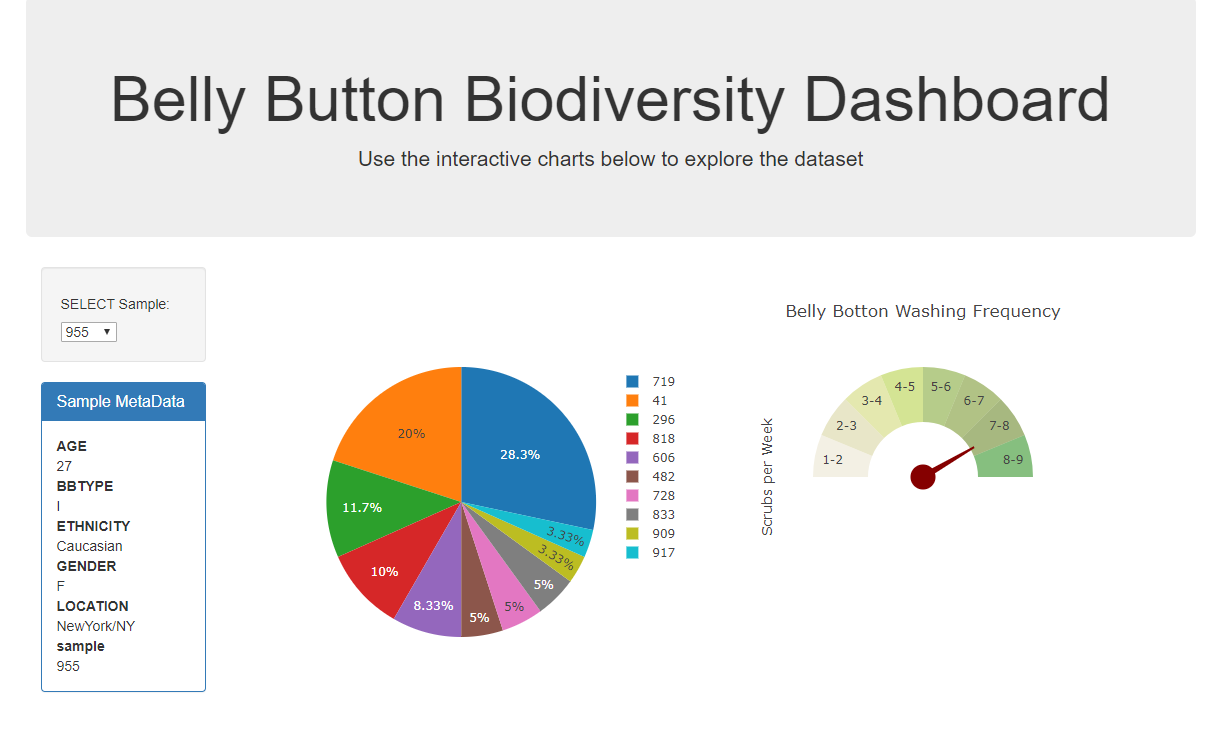 Belly Button Biodiversity Dashboard
Use the interactive charts below to explore the dataset
SELECT Sample:
955
Sample MetaData
AGE
27
BBTYPE
I
ETHNICITY
Caucasian
GENDER
F
LOCATION
NewYork/NY
sample
955
28.3%
20%
11.7%
10%
8.33%
5%
5%
5%
3.33%
3.33%
719
41
296
818
606
482
728
833
909
917
Belly Botton Washing Frequency
Scrubs per Week
1-2
2-3
3-4
4-5
5-6
6-7
7-8
8-9